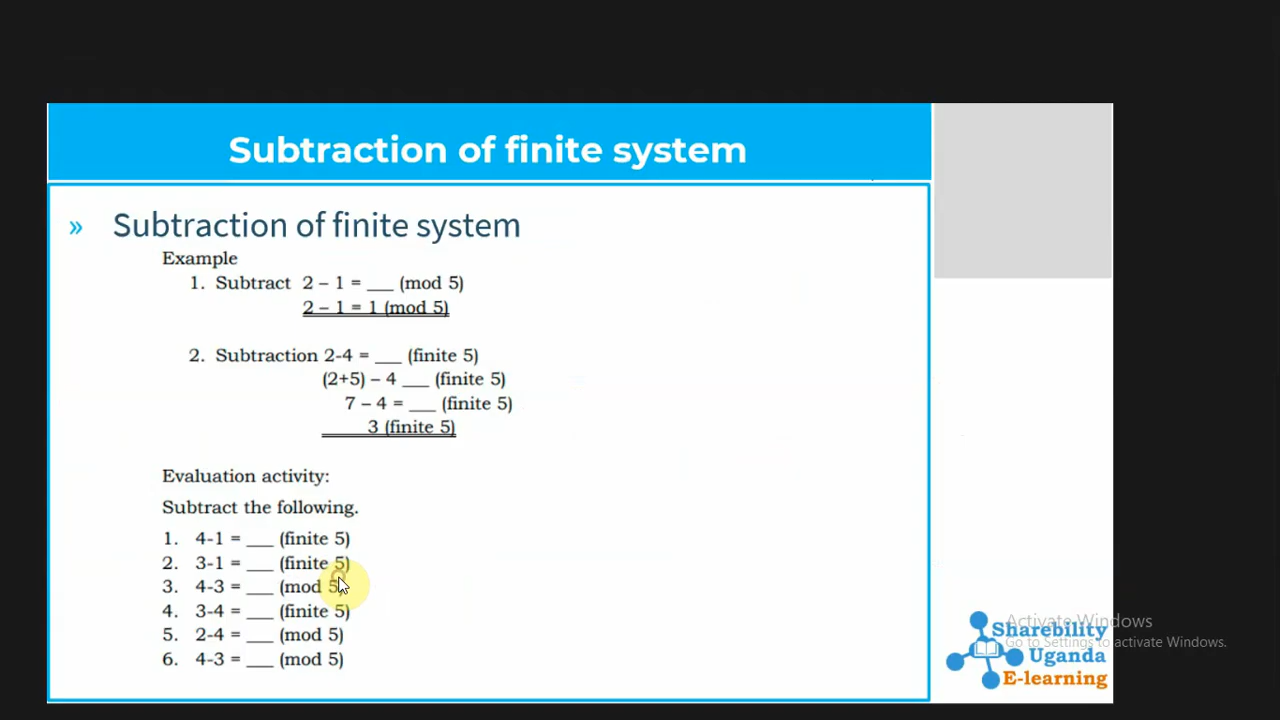 Subtraction of finite system
» Subtraction of finite system
Example
1. Subtract 2 – 1 = ___ (mod 5)
2 – 1 = 1 (mod 5)
2. Subtraction 2-4 = ___ (finite 5)
(2+5) – 4 ___ (finite 5)
7 – 4 = ___ (finite 5)
3 (finite 5)
Evaluation activity:
Subtract the following.
1. 4-1 = ___ (finite 5)
2. 3-1 = ___ (finite 5)
3. 4-3 = ___ (mod 5)
4. 3-4 = ___ (finite 5)
5. 2-4 = ___ (mod 5)
6. 4-3 = ___ (mod 5)
Activate Windows
Go to Settings to activate Windows.
Sharebility
Uganda
E-learning